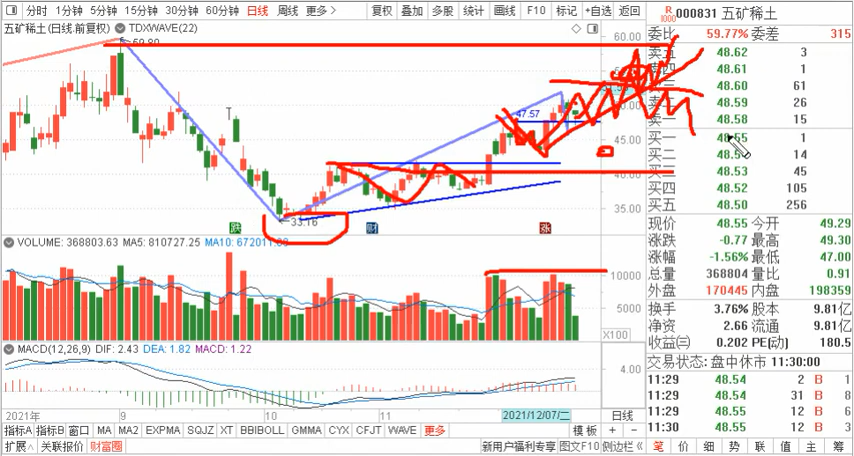 分时 1分钟 5分钟 15分钟 30分钟 60分钟 日线 周线 更多 复权 叠加 多股 统计 画线 F10 标记 +自选 返回
R 1000 000831 五矿稀土
五矿稀土(日线.前复权) TDXWAVE(22)
59.80
60.00
47.57
45.00
40.00
35.00
33.16
跌 财 涨
VOLUME: 368803.63 MA5: 810727.25 MA10: 672011.
10000
5000
X100
MACD(12,26,9) DIF: 2.43 DEA: 1.82 MACD: 1.22
4.00
2021年 9 10 11 2021/12/07/二 日线
指标A 指标B 窗口 MA MA2 EXPMA SQJZ XT BBIBOLL GMMA CYX CFJT WAVE 更多 模板 + -
扩展∧ 关联报价 财富圈 新用户福利专享 图文F10 侧边栏
委比 59.77% 委差 315
卖五 48.62 3
卖四 48.61 1
48.60 61
48.59 26
卖一 48.58 15
买一 1
买二 14
买三 48.53 45
买四 48.52 105
买五 48.50 256
现价 48.55 今开 49.29
涨跌 -0.77 最高 49.30
涨幅 -1.56% 最低 47.00
总量 368804 量比 0.91
外盘 170445 内盘 198359
换手 3.76% 股本 9.81亿
净资 2.66 流通 9.81亿
收益㈢ 0.202 PE(动) 180.5
交易状态: 盘中休市 11:30:00
11:29 48.54 2 B 1
11:29 48.54 31 B 8
11:29 48.55 12 B 6
11:30 48.55 12 B 3
笔 价 细 势 联 值 主 筹